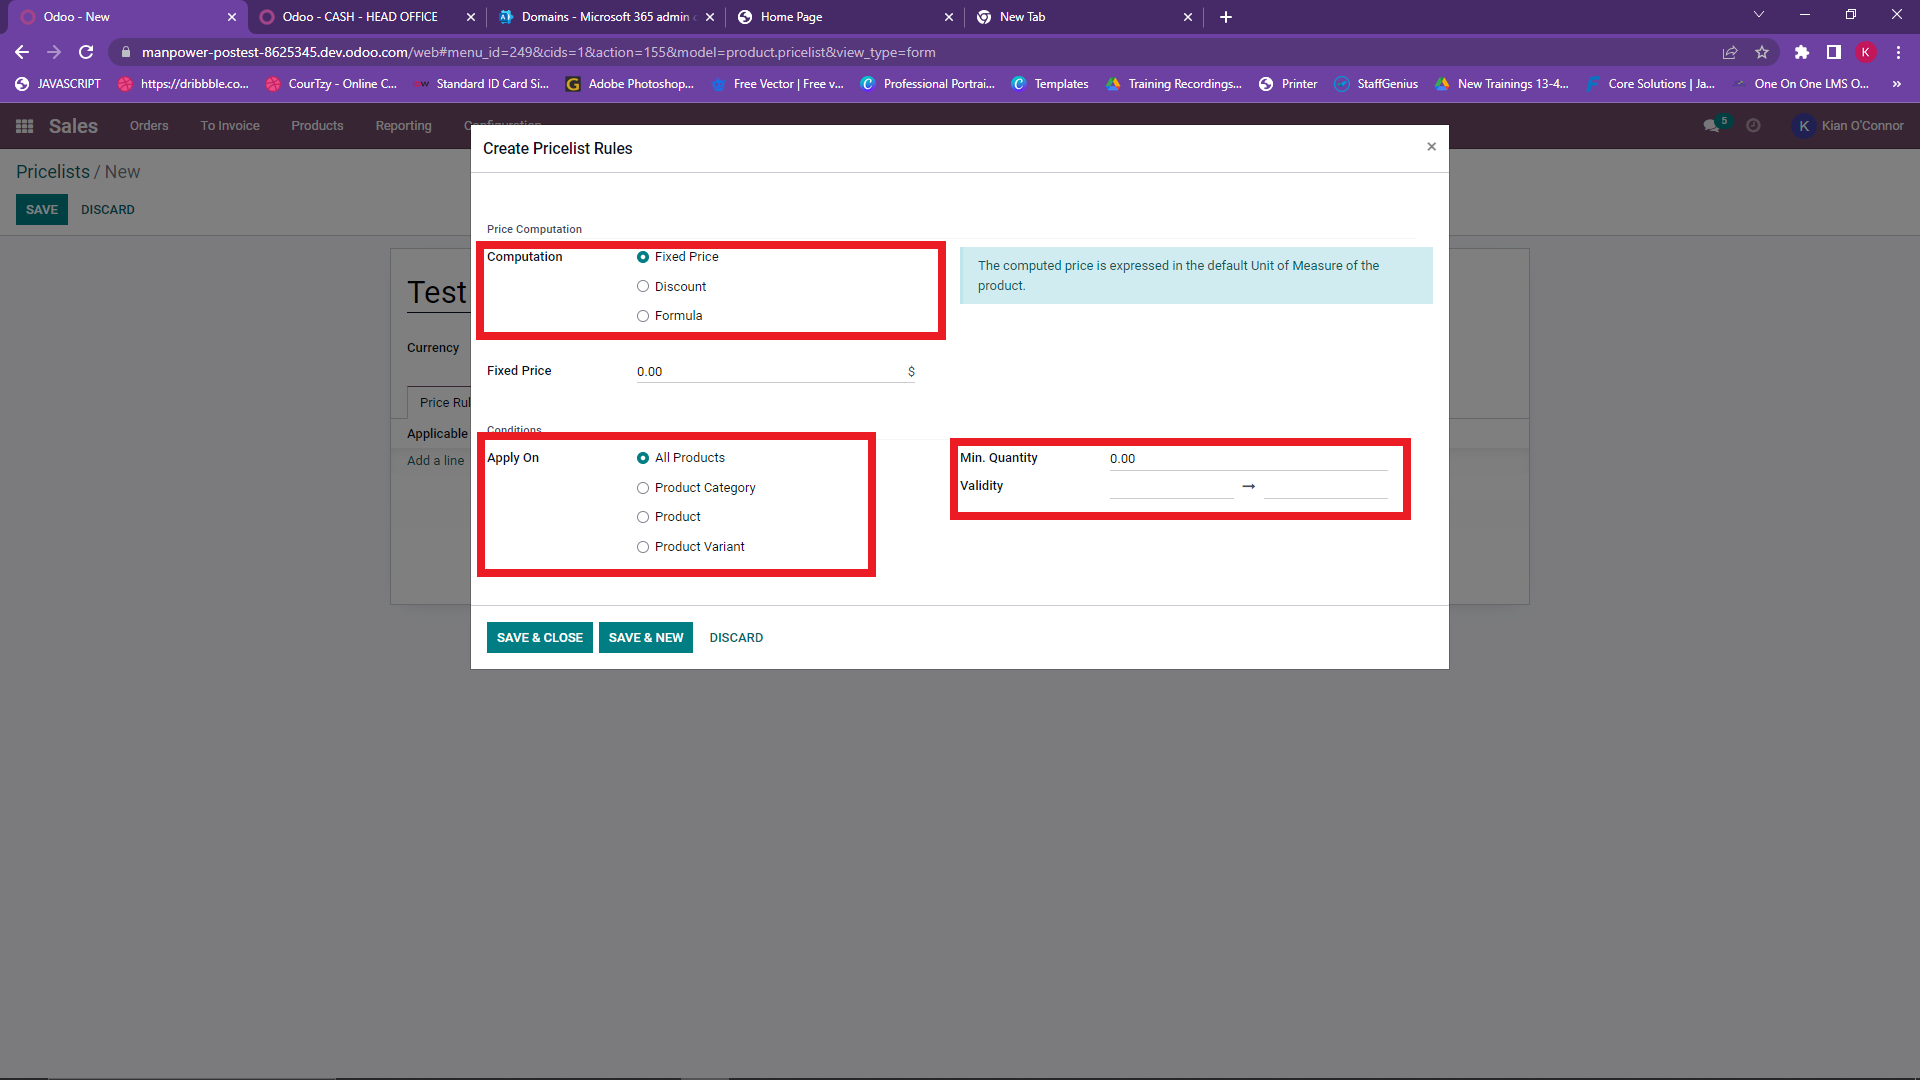 Odoo - New
Odoo - CASH - HEAD OFFICE
Domains - Microsoft 365 admin
Home Page
New Tab
manpower-postest-8625345.dev.odoo.com/web#menu_id=249&cids=1&action=155&model=product.pricelist&view_type=form
K
JAVASCRIPT
https://dribbble.co...
CourTzy - Online C...
Standard ID Card Si...
Adobe Photoshop...
Free Vector | Free v...
Professional Portrai...
Templates
Training Recordings...
Printer
StaffGenius
New Trainings 13-4...
Core Solutions | Ja...
One On One LMS O...
»
Sales
Orders
To Invoice
Products
Reporting
Configuration
5
K
Kian O'Connor
Pricelists / New
SAVE
DISCARD
Test
Currency
Price Rul
Applicable
Add a line
Create Pricelist Rules
Price Computation
Computation
Fixed Price
Discount
Formula
The computed price is expressed in the default Unit of Measure of the
product.
Fixed Price
0.00
$
Conditions
Apply On
All Products
Product Category
Product
Product Variant
Min. Quantity
0.00
Validity
SAVE & CLOSE
SAVE & NEW
DISCARD